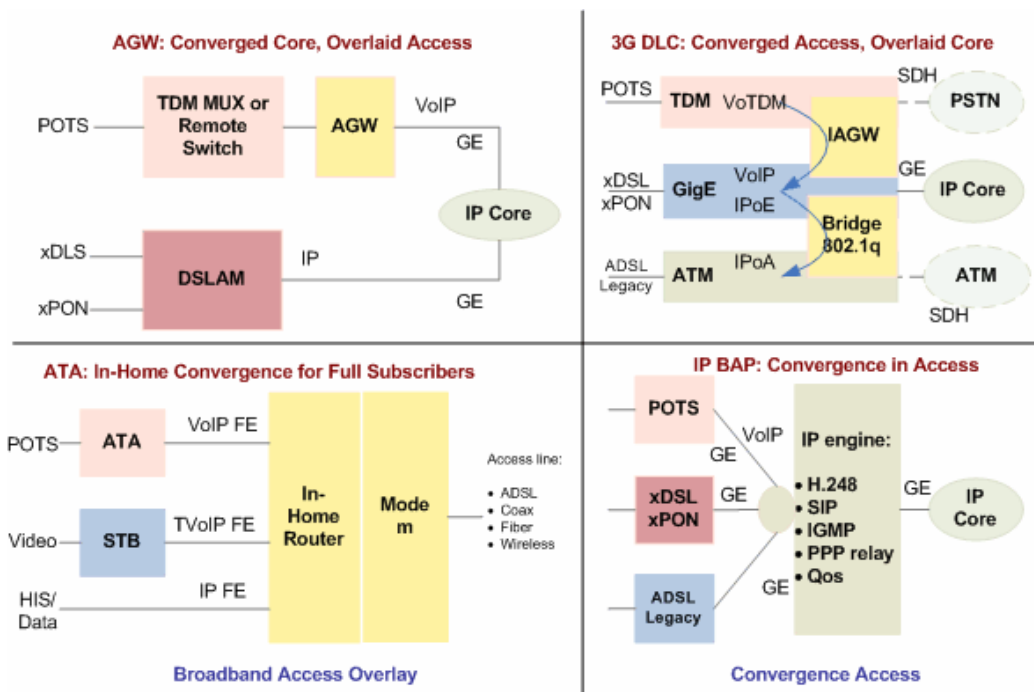 AGW: Converged Core, Overlaid Access
POTS
TDM MUX or
Remote
Switch
AGW
VoIP
GE
IP Core
xDLS
xPON
DSLAM
IP
GE
3G DLC: Converged Access, Overlaid Core
POTS
TDM
VoTDM
IAGW
SDH
PSTN
xDSL
xPON
GigE
VoIP
IPoE
GE
IP Core
Bridge
802.1q
ADSL
Legacy
ATM
IPoA
ATM
SDH
ATA: In-Home Convergence for Full Subscribers
POTS
ATA
VoIP FE
Video
STB
TVoIP FE
HIS/
Data
IP FE
In-
Home
Router
Mode
m
Access line:
• ADSL
• Coax
• Fiber
• Wireless
Broadband Access Overlay
IP BAP: Convergence in Access
POTS
VoIP
GE
xDSL
xPON
GE
ADSL
Legacy
GE
IP engine:
• H.248
• SIP
• IGMP
• PPP relay
• Qos
GE
IP
Core
Convergence Access